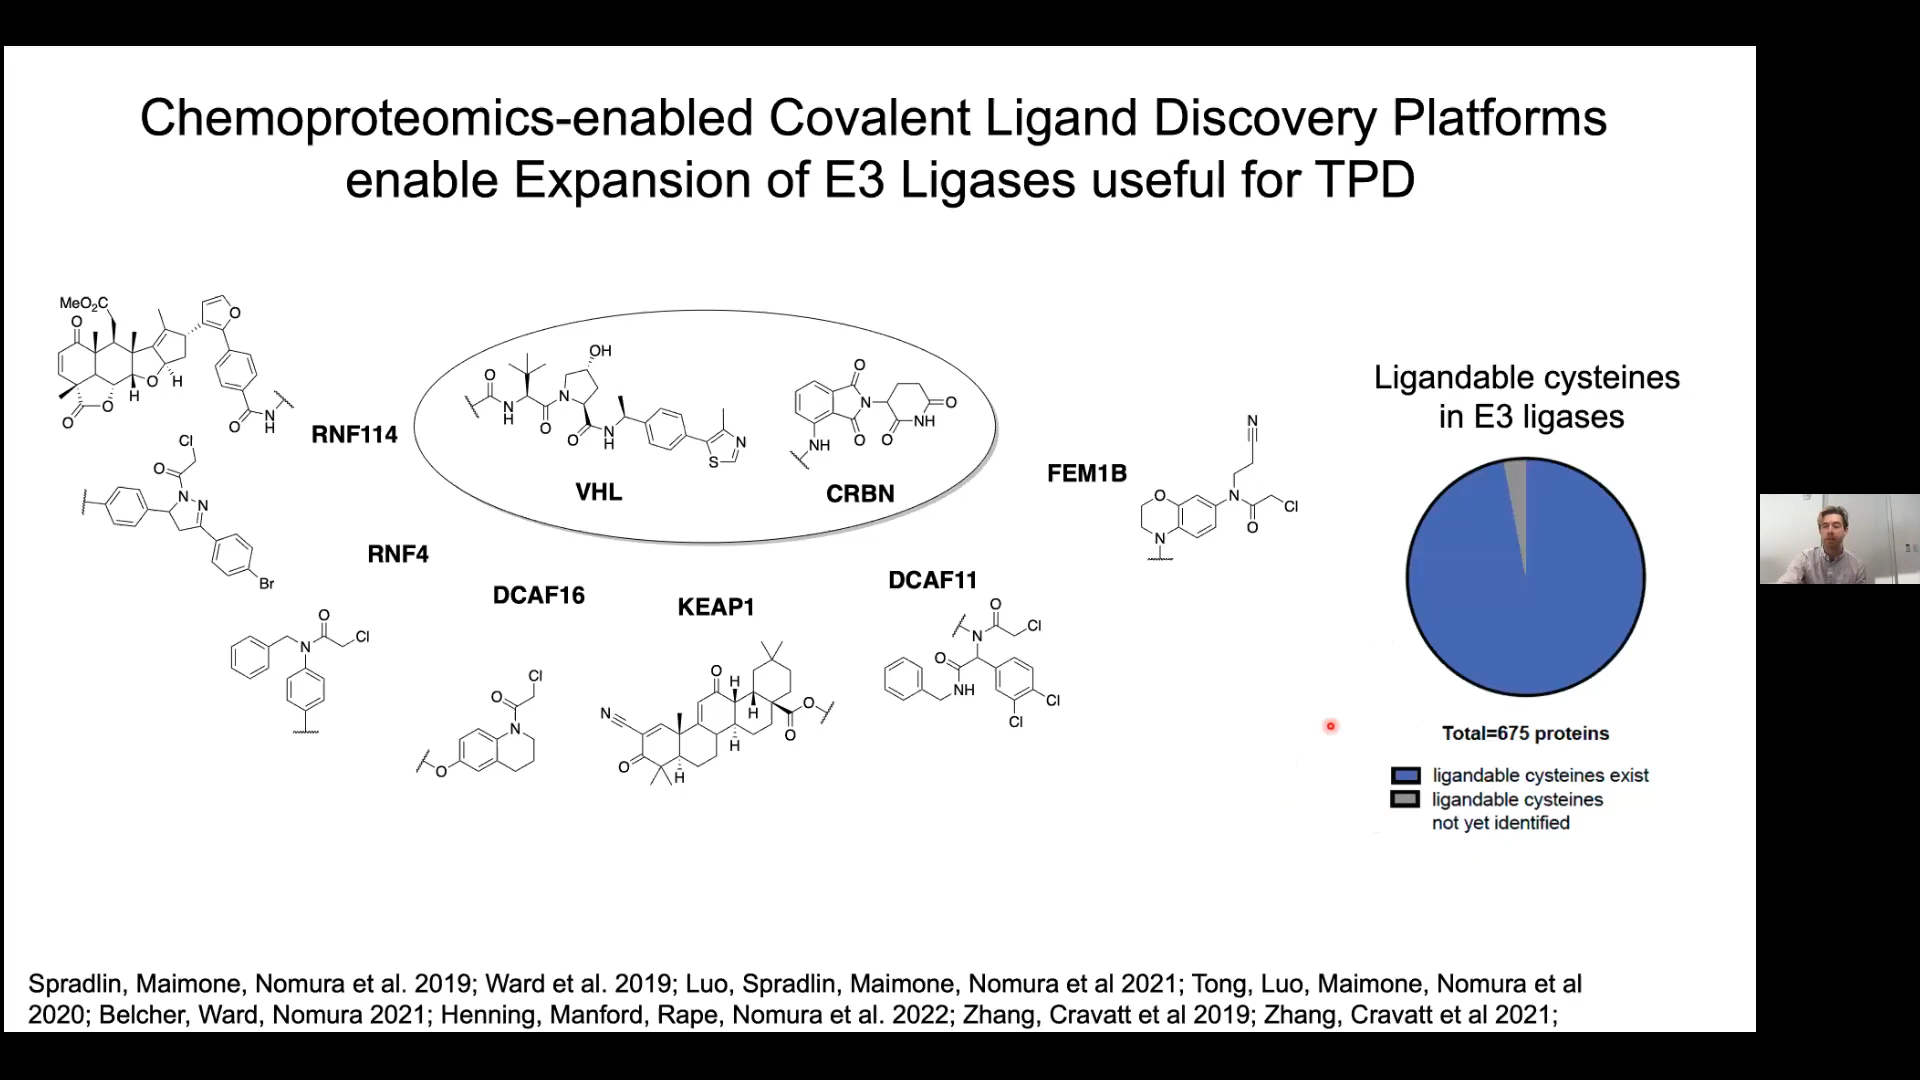 Chemoproteomics-enabled Covalent Ligand Discovery Platforms
enable Expansion of E3 Ligases useful for TPD
MeO2C
O
O
O
H
H
O
O
O
N
H
RNF114
Cl
O
N
N
Br
RNF4
O
Cl
N
O
N
H
O
N
OH
O
N
H
S
N
VHL
O
N
O
O
NH
O
NH
CRBN
FEM1B
N
O
N
Cl
O
N
DCAF16
Cl
O
N
O
KEAP1
O
H
H
H
N
O
H
O
O
DCAF11
O
Cl
N
O
NH
Cl
Cl
Ligandable cysteines
in E3 ligases
Total=675 proteins
ligandable cysteines exist
ligandable cysteines
not yet identified
Spradlin, Maimone, Nomura et al. 2019; Ward et al. 2019; Luo, Spradlin, Maimone, Nomura et al 2021; Tong, Luo, Maimone, Nomura et al
2020; Belcher, Ward, Nomura 2021; Henning, Manford, Rape, Nomura et al. 2022; Zhang, Cravatt et al 2019; Zhang, Cravatt et al 2021;